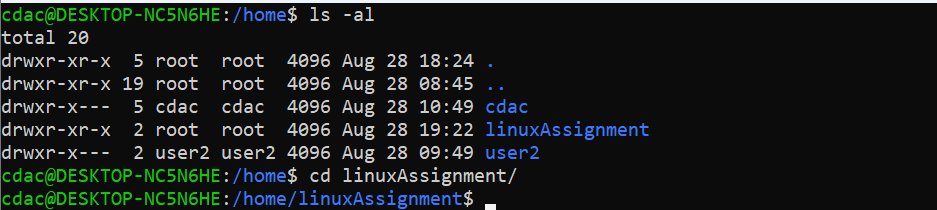 cdac@DESKTOP-NC5N6HE:/home$ ls -al
total 20
drwxr-xr-x  5 root  root  4096 Aug 28 18:24 .
drwxr-xr-x 19 root  root  4096 Aug 28 08:45 ..
drwxr-x---  5 cdac  cdac  4096 Aug 28 10:49 cdac
drwxr-xr-x  2 root  root  4096 Aug 28 19:22 linuxAssignment
drwxr-x---  2 user2 user2 4096 Aug 28 09:49 user2
cdac@DESKTOP-NC5N6HE:/home$ cd linuxAssignment/
cdac@DESKTOP-NC5N6HE:/home/linuxAssignment$